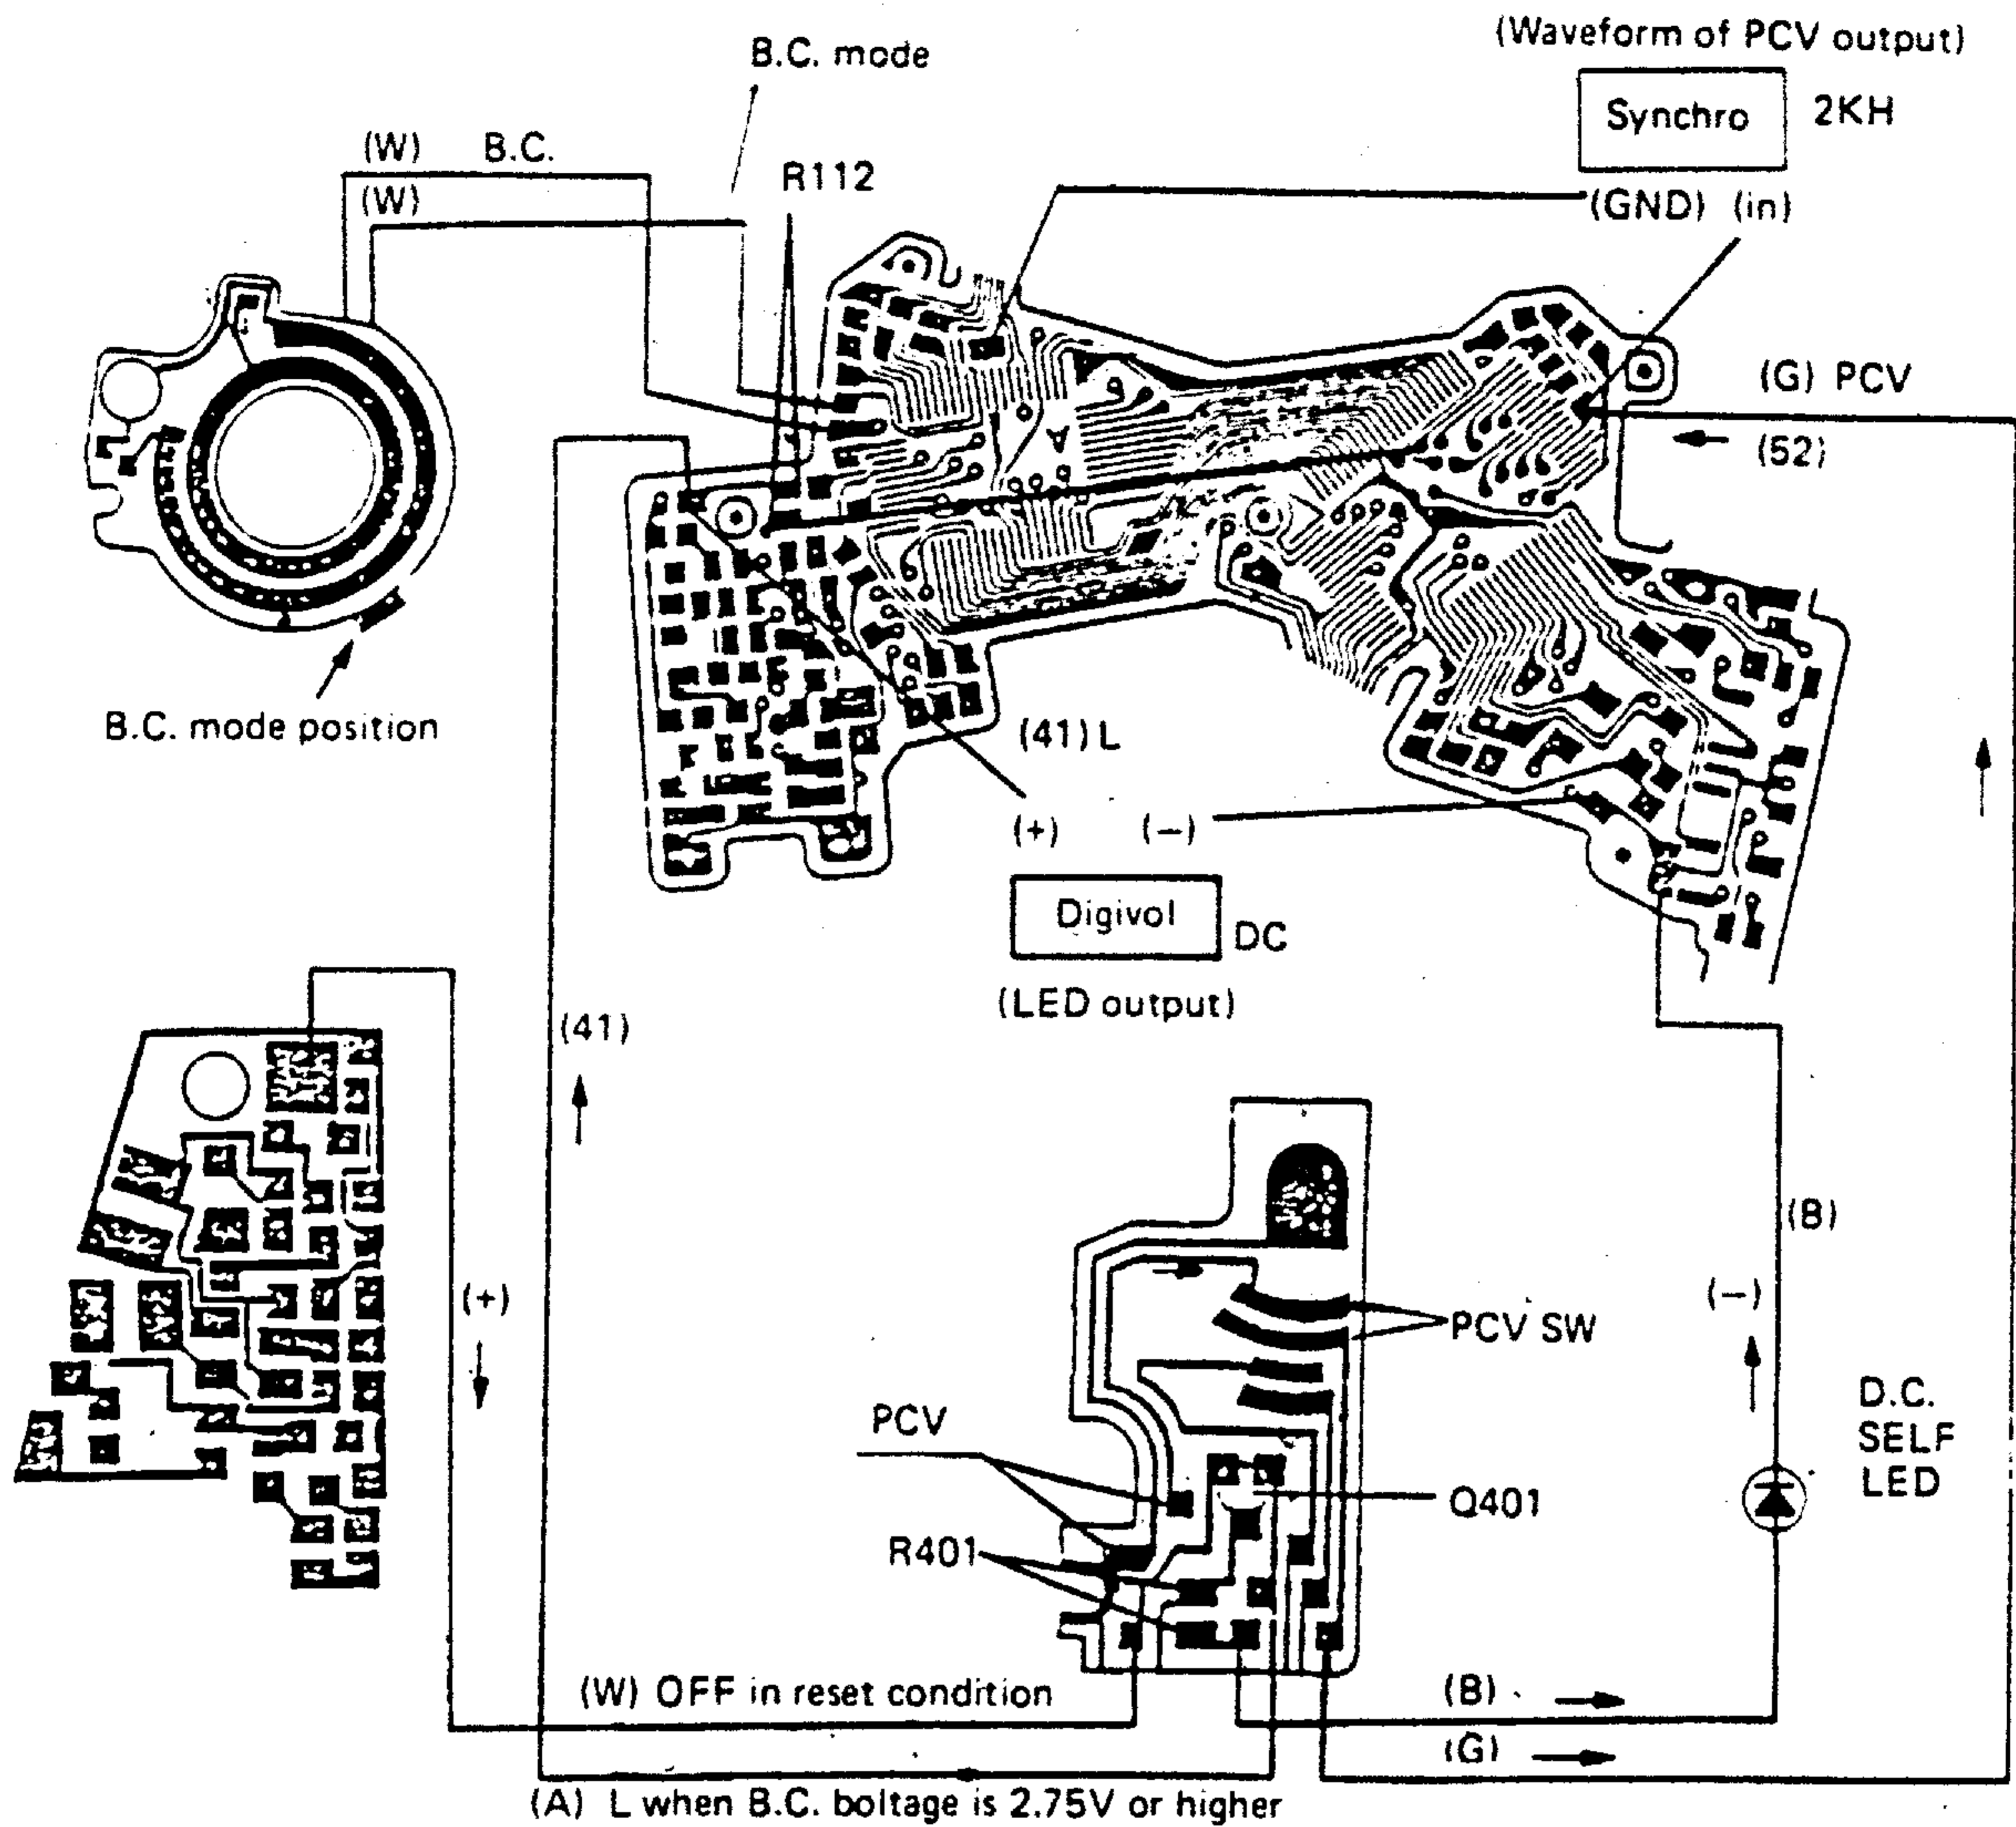 (Waveform of PCV output)
B.C. mode
Synchro
2KH
(W) B.C.
(W)
R112
(GND) (in)
(G) PCV
(52)
B.C. mode position
(41) L
(+) (−)
Digivol
DC
(LED output)
(41)
(+)
(B)
(−)
PCV SW
D.C.
SELF
LED
PCV
Q401
R401
(W) OFF in reset condition
(B)
(G)
(A) L when B.C. boltage is 2.75V or higher